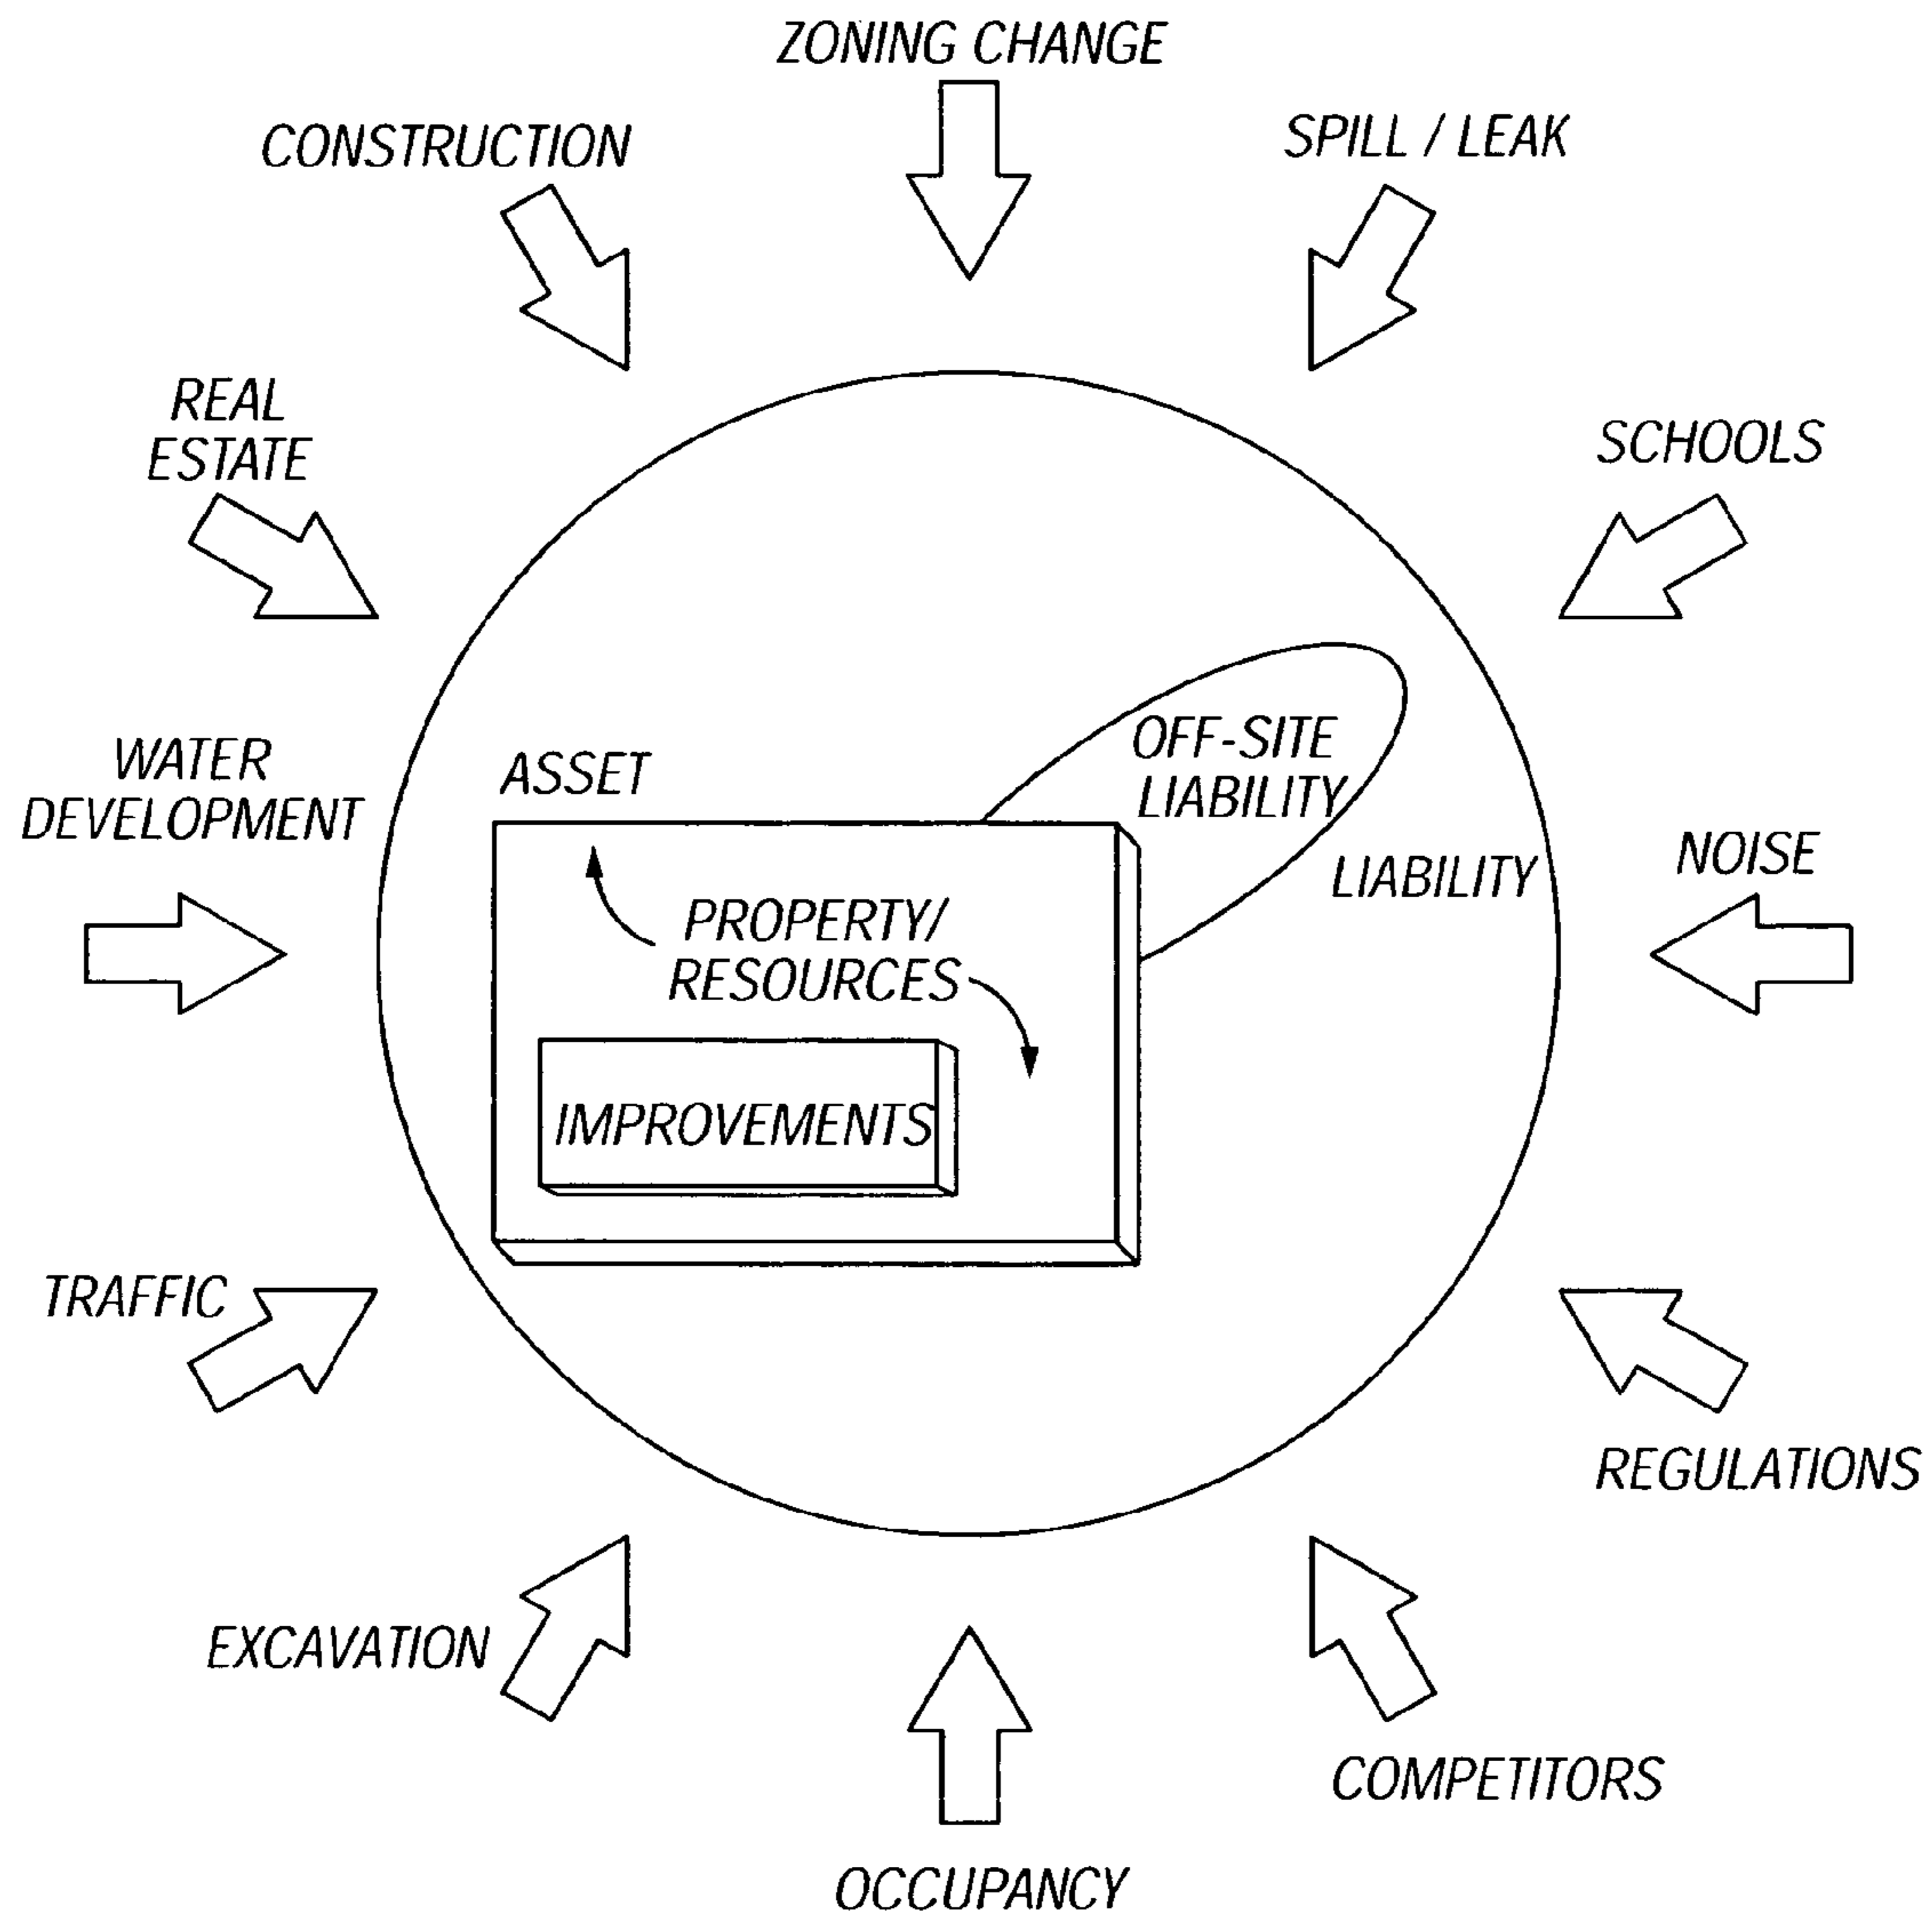 ZONING CHANGE
CONSTRUCTION
SPILL / LEAK
REAL
ESTATE
SCHOOLS
WATER
DEVELOPMENT
ASSET
OFF-SITE
LIABILITY
LIABILITY
NOISE
PROPERTY/
RESOURCES
IMPROVEMENTS
TRAFFIC
REGULATIONS
EXCAVATION
COMPETITORS
OCCUPANCY